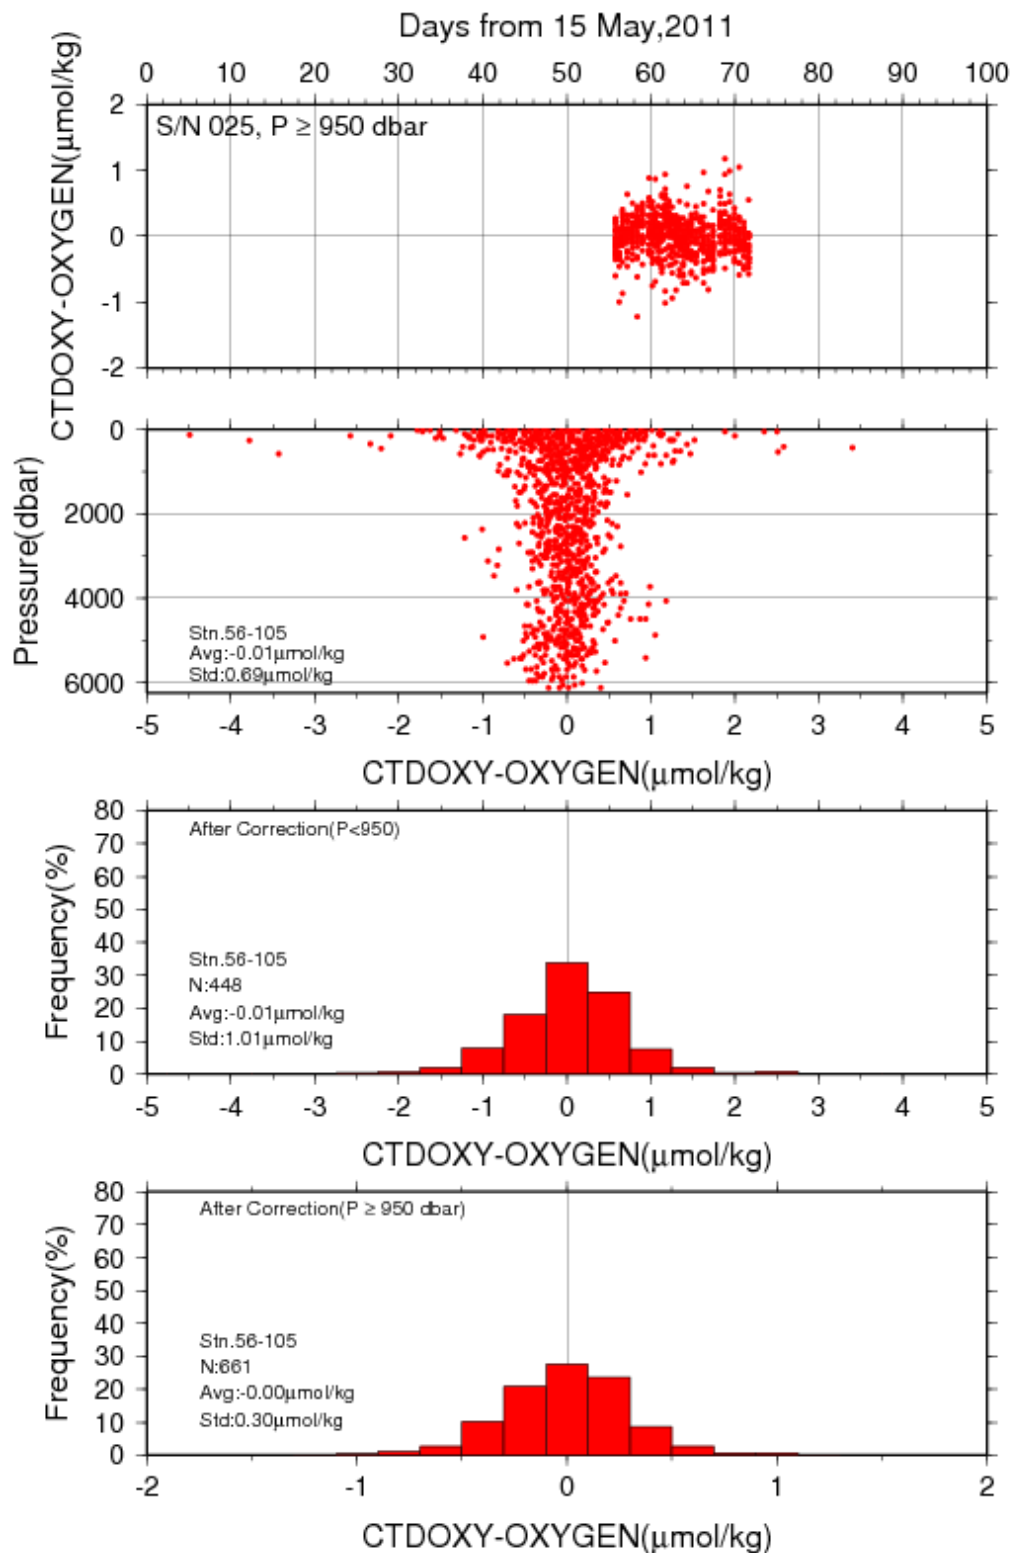 Days from 15 May,2011
0 10 20 30 40 50 60 70 80 90 100
CTDOXY-OXYGEN(μmol/kg)
2
1
0
-1
-2
S/N 025, P ≥ 950 dbar
Pressure(dbar)
0
2000
4000
6000
Stn.56-105
Avg:-0.01μmol/kg
Std:0.69μmol/kg
-5 -4 -3 -2 -1 0 1 2 3 4 5
CTDOXY-OXYGEN(μmol/kg)
Frequency(%)
80
70
60
50
40
30
20
10
0
After Correction(P<950)
Stn.56-105
N:448
Avg:-0.01μmol/kg
Std:1.01μmol/kg
-5 -4 -3 -2 -1 0 1 2 3 4 5
CTDOXY-OXYGEN(μmol/kg)
Frequency(%)
80
70
60
50
40
30
20
10
0
After Correction(P ≥ 950 dbar)
Stn.56-105
N:661
Avg:-0.00μmol/kg
Std:0.30μmol/kg
-2 -1 0 1 2
CTDOXY-OXYGEN(μmol/kg)